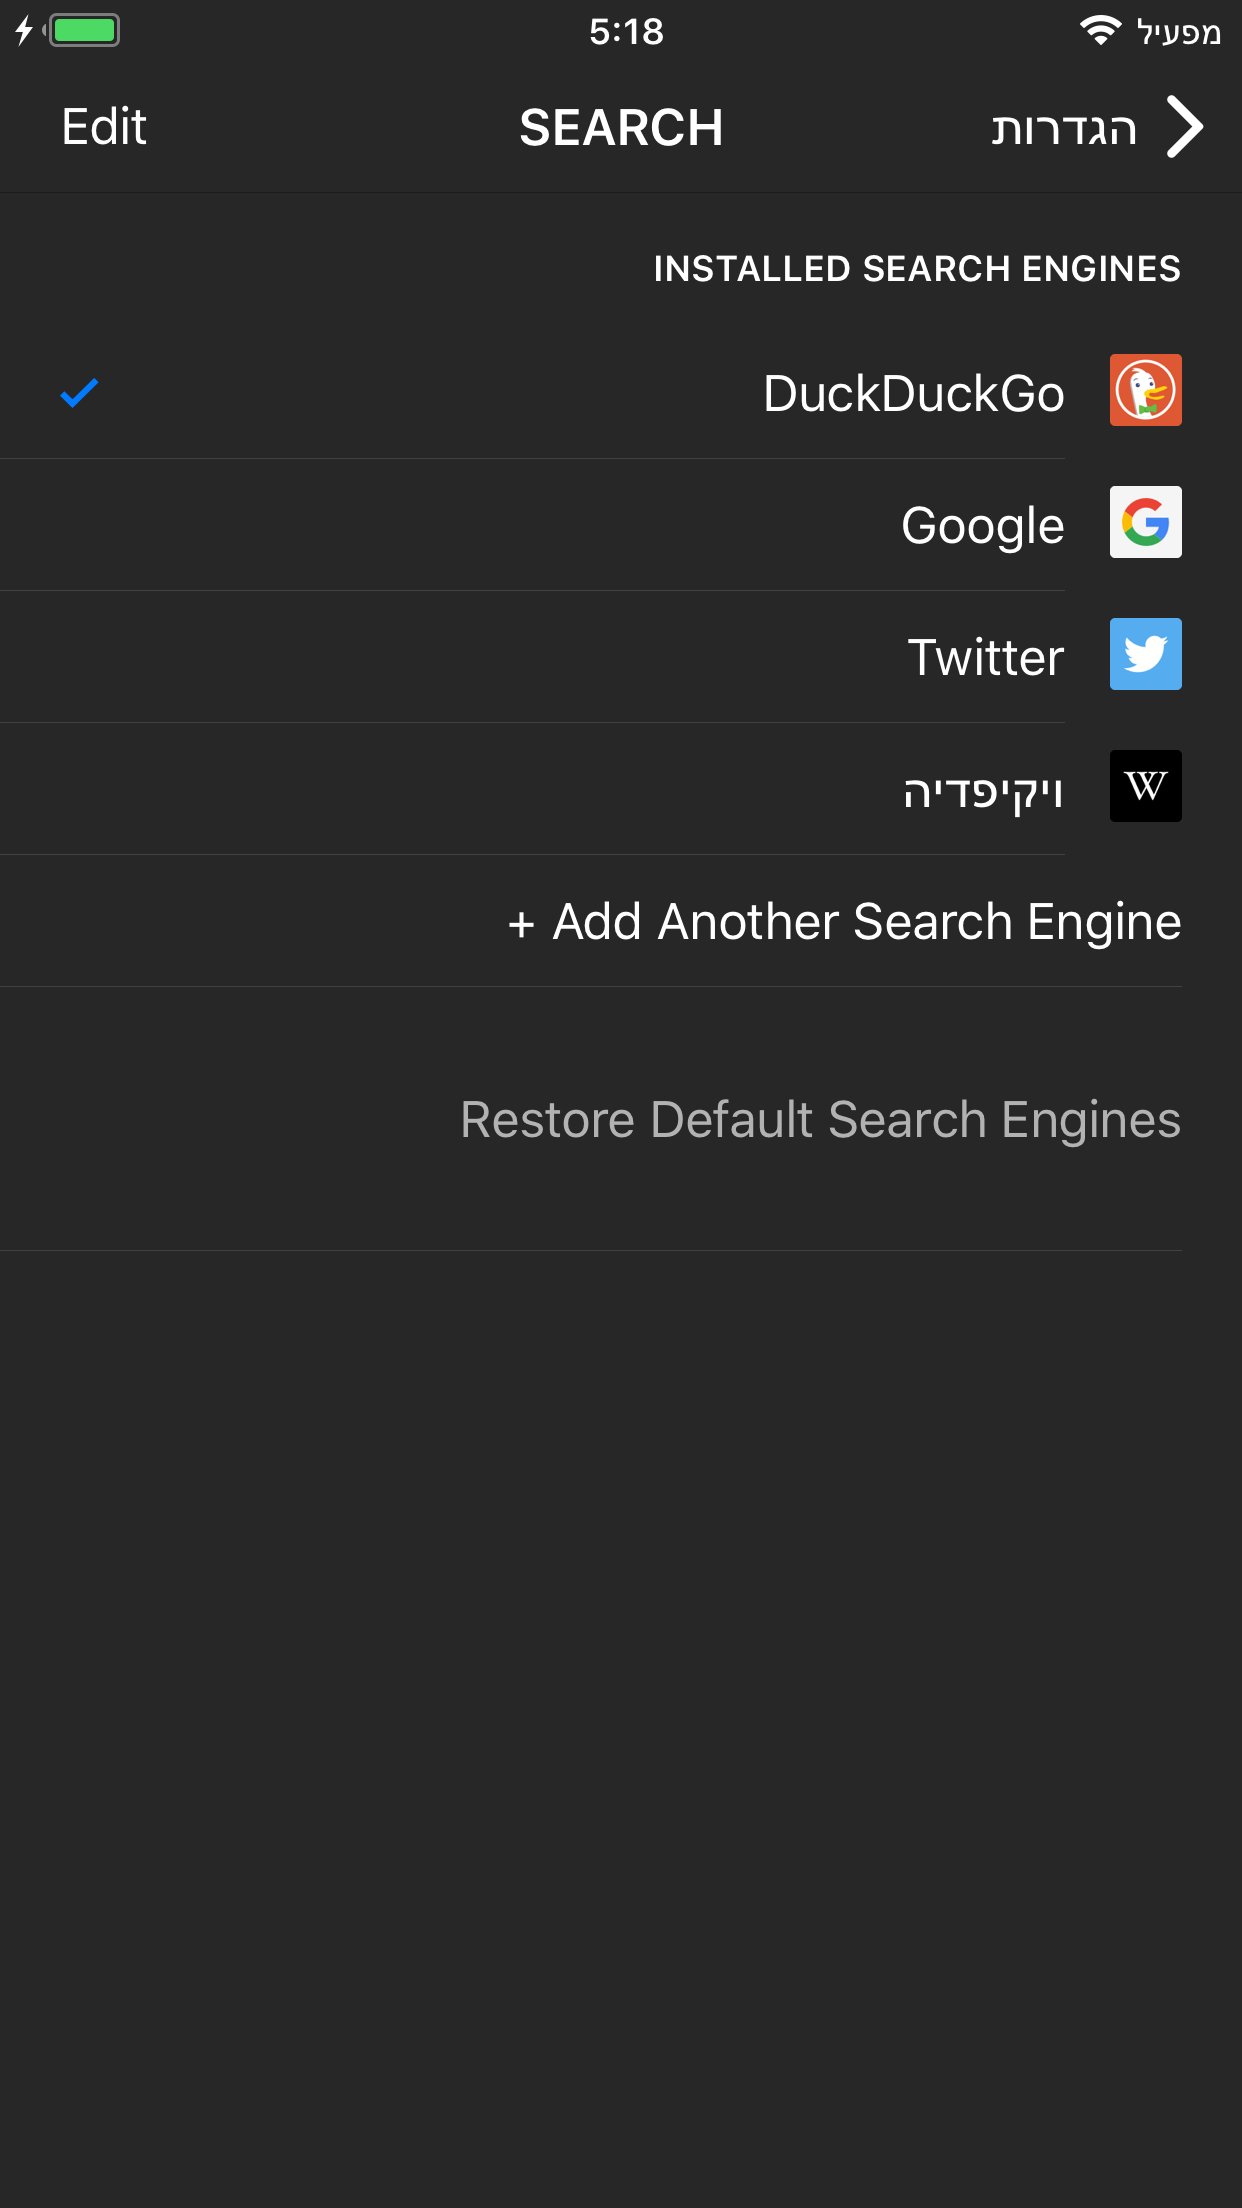 5:18
מפעיל
הגדרות
SEARCH
Edit
INSTALLED SEARCH ENGINES
DuckDuckGo
Google
Twitter
W
ויקיפדיה
+ Add Another Search Engine
Restore Default Search Engines